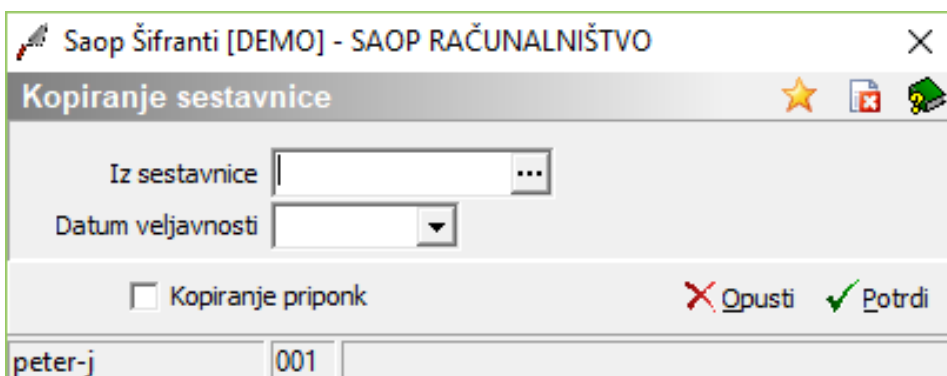 Saop Šifranti [DEMO] - SAOP RAČUNALNIŠTVO
Kopiranje sestavnice
Iz sestavnice
Datum veljavnosti
Kopiranje priponk Opusti Potrdi
peter-j 001